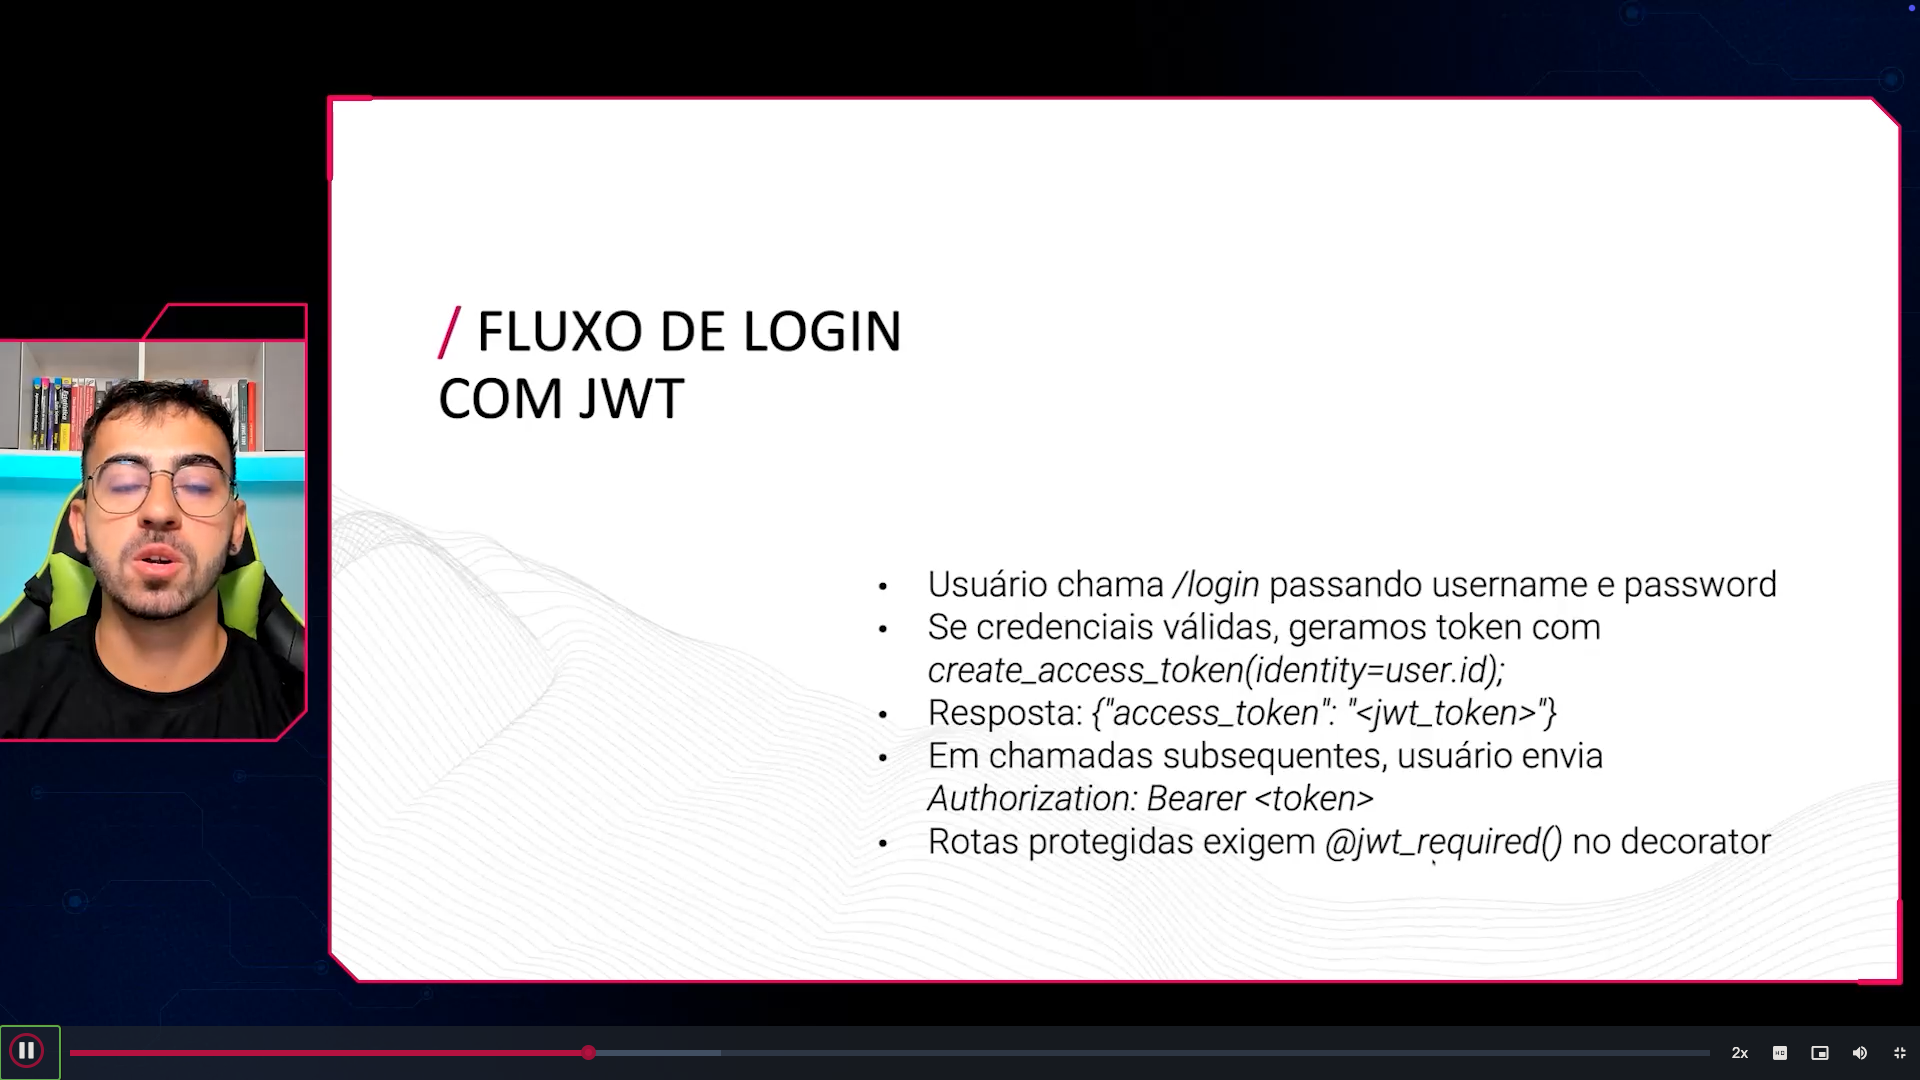 / FLUXO DE LOGIN
COM JWT
• Usuário chama /login passando username e password
• Se credenciais válidas, geramos token com
create_access_token(identity=user.id);
• Resposta: {"access_token": "<jwt_token>"}
• Em chamadas subsequentes, usuário envia
Authorization: Bearer <token>
• Rotas protegidas exigem @jwt_required() no decorator
2x